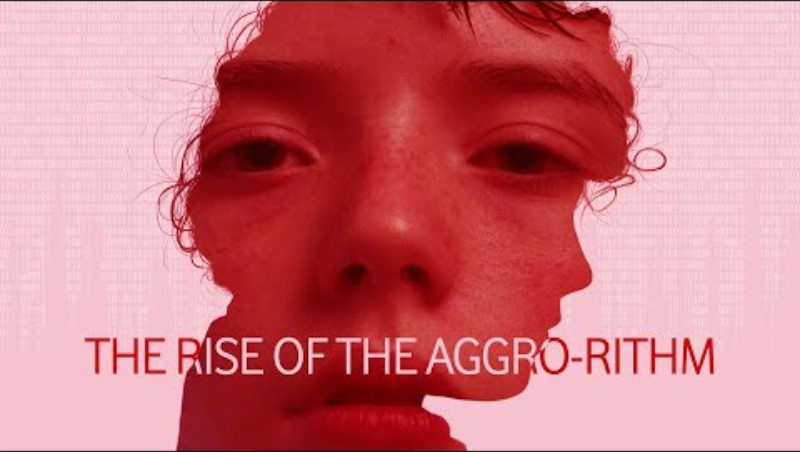 THE RISE OF THE AGGRO-RITHM